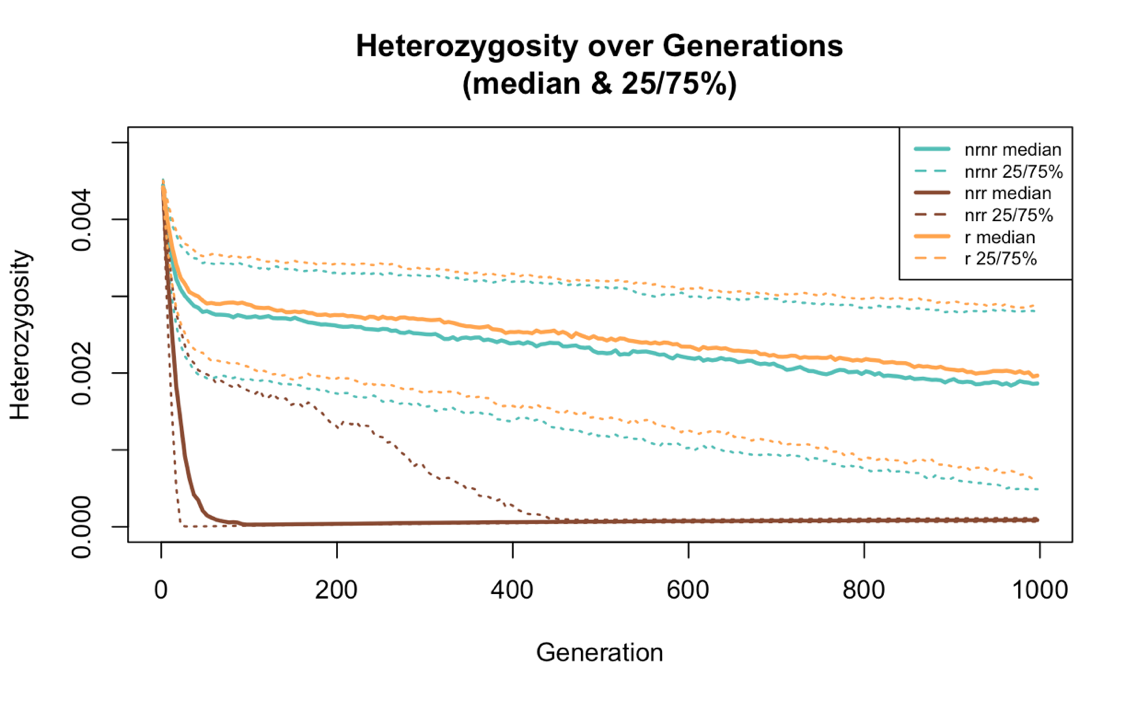 Heterozygosity over Generations
(median & 25/75%)
nrnr median
nrnr 25/75%
nrr median
nrr 25/75%
r median
r 25/75%
Heterozygosity
0.004
0.002
0.000
0 200 400 600 800 1000
Generation